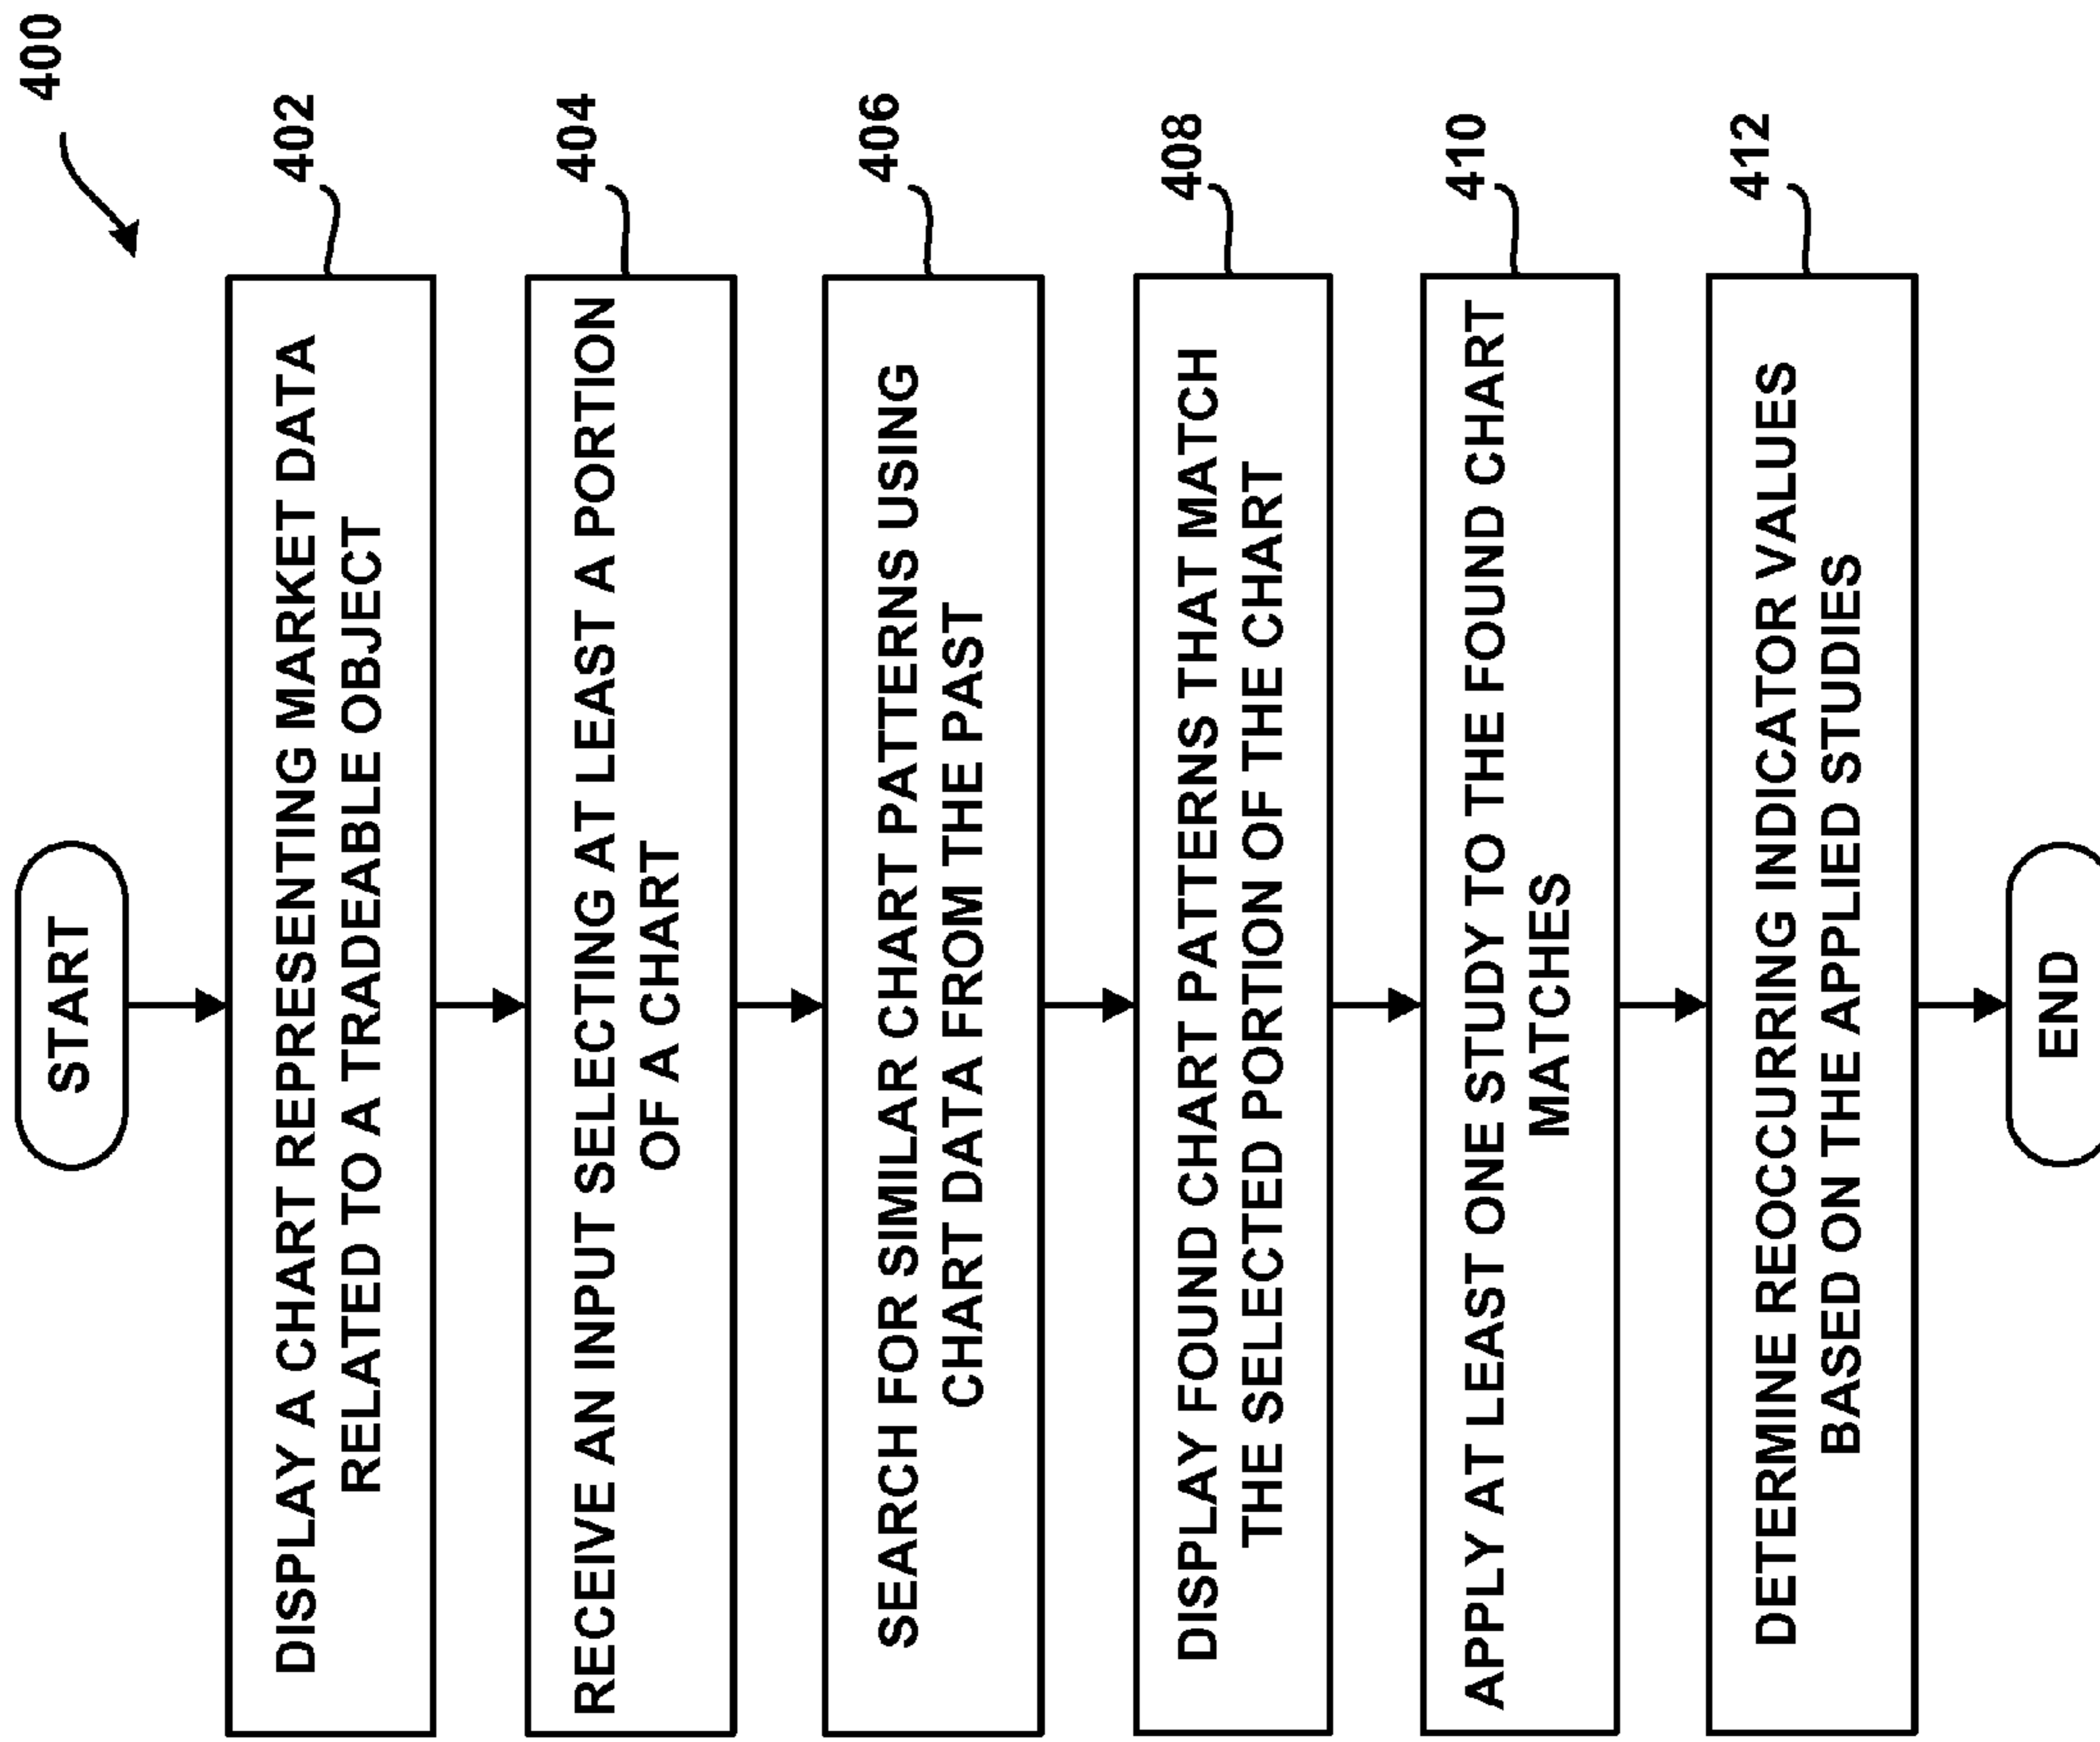 400
START
DISPLAY A CHART REPRESENTING MARKET DATA
RELATED TO A TRADEABLE OBJECT
402
RECEIVE AN INPUT SELECTING AT LEAST A PORTION
OF A CHART
404
SEARCH FOR SIMILAR CHART PATTERNS USING
CHART DATA FROM THE PAST
406
DISPLAY FOUND CHART PATTERNS THAT MATCH
THE SELECTED PORTION OF THE CHART
408
APPLY AT LEAST ONE STUDY TO THE FOUND CHART
MATCHES
410
DETERMINE REOCCURRING INDICATOR VALUES
BASED ON THE APPLIED STUDIES
412
END